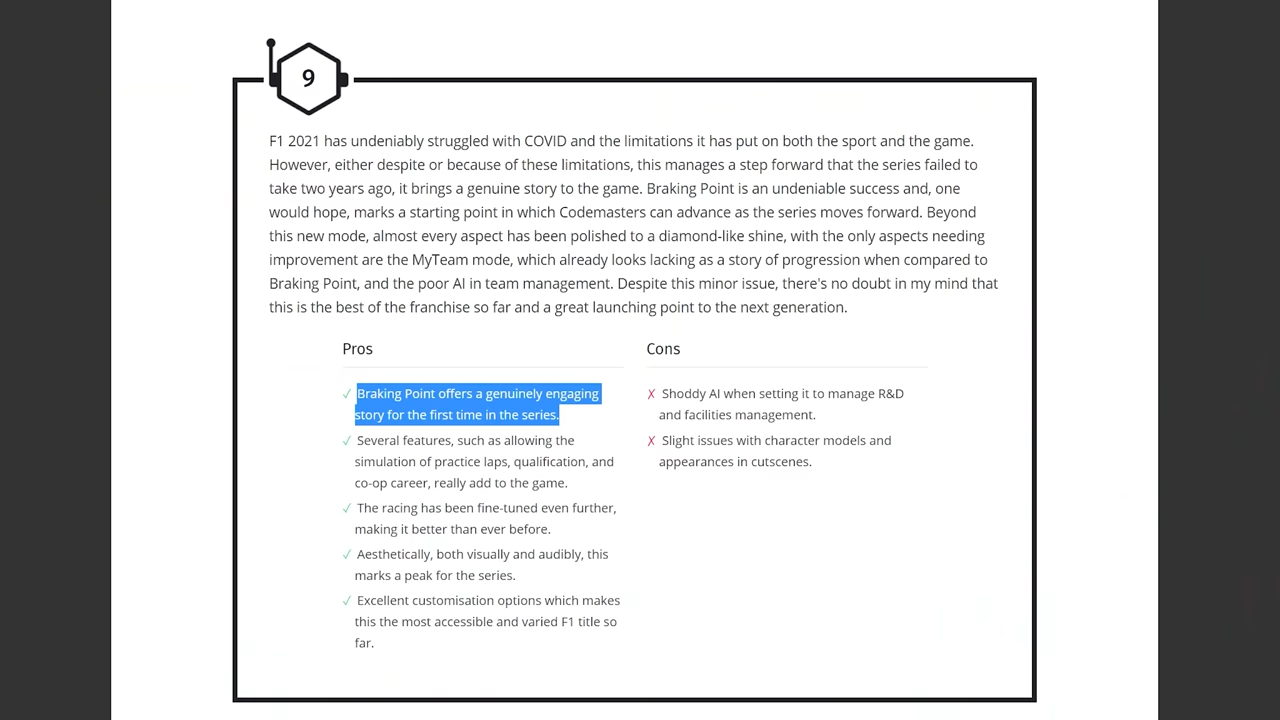 9
F1 2021 has undeniably struggled with COVID and the limitations it has put on both the sport and the game.
However, either despite or because of these limitations, this manages a step forward that the series failed to
take two years ago, it brings a genuine story to the game. Braking Point is an undeniable success and, one
would hope, marks a starting point in which Codemasters can advance as the series moves forward. Beyond
this new mode, almost every aspect has been polished to a diamond-like shine, with the only aspects needing
improvement are the MyTeam mode, which already looks lacking as a story of progression when compared to
Braking Point, and the poor AI in team management. Despite this minor issue, there's no doubt in my mind that
this is the best of the franchise so far and a great launching point to the next generation.
Pros
✓ Braking Point offers a genuinely engaging
story for the first time in the series.
✓ Several features, such as allowing the
simulation of practice laps, qualification, and
co-op career, really add to the game.
✓ The racing has been fine-tuned even further,
making it better than ever before.
✓ Aesthetically, both visually and audibly, this
marks a peak for the series.
✓ Excellent customisation options which makes
this the most accessible and varied F1 title so
far.
Cons
✗ Shoddy AI when setting it to manage R&D
and facilities management.
✗ Slight issues with character models and
appearances in cutscenes.